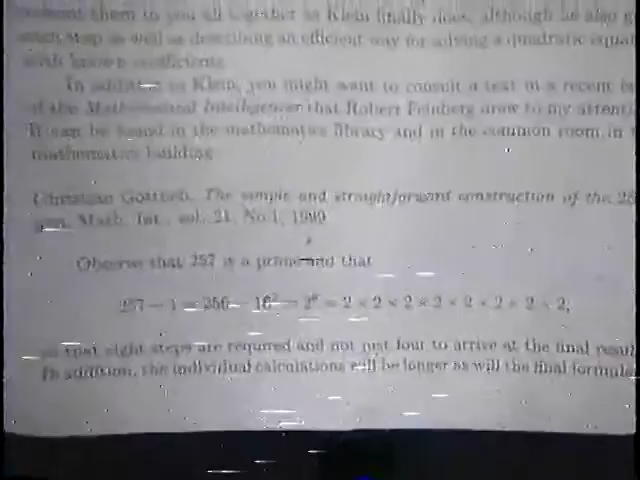 present them to you all together as Klein finally does, although he also
each step as well as describing an efficient way for solving a quadratic
with known coefficients.
In addition to Klein, you might want to consult a text in a recent
of the Mathematical Intelligencer that Robert Feinberg drew to my
It can be found in the mathematics library and in the common room in
mathematics building.
Christian Gottlieb, The simple and straightforward construction of the
gon, Math. Int., vol. 21, No.1, 1999
Observe that 257 is a prime and that
257 − 1 = 256 = 16² = 2⁸ = 2 × 2 × 2 × 2 × 2 × 2 × 2 × 2,
so that eight steps are required and not just four to arrive at the final
In addition, the individual calculations will be longer as will the final